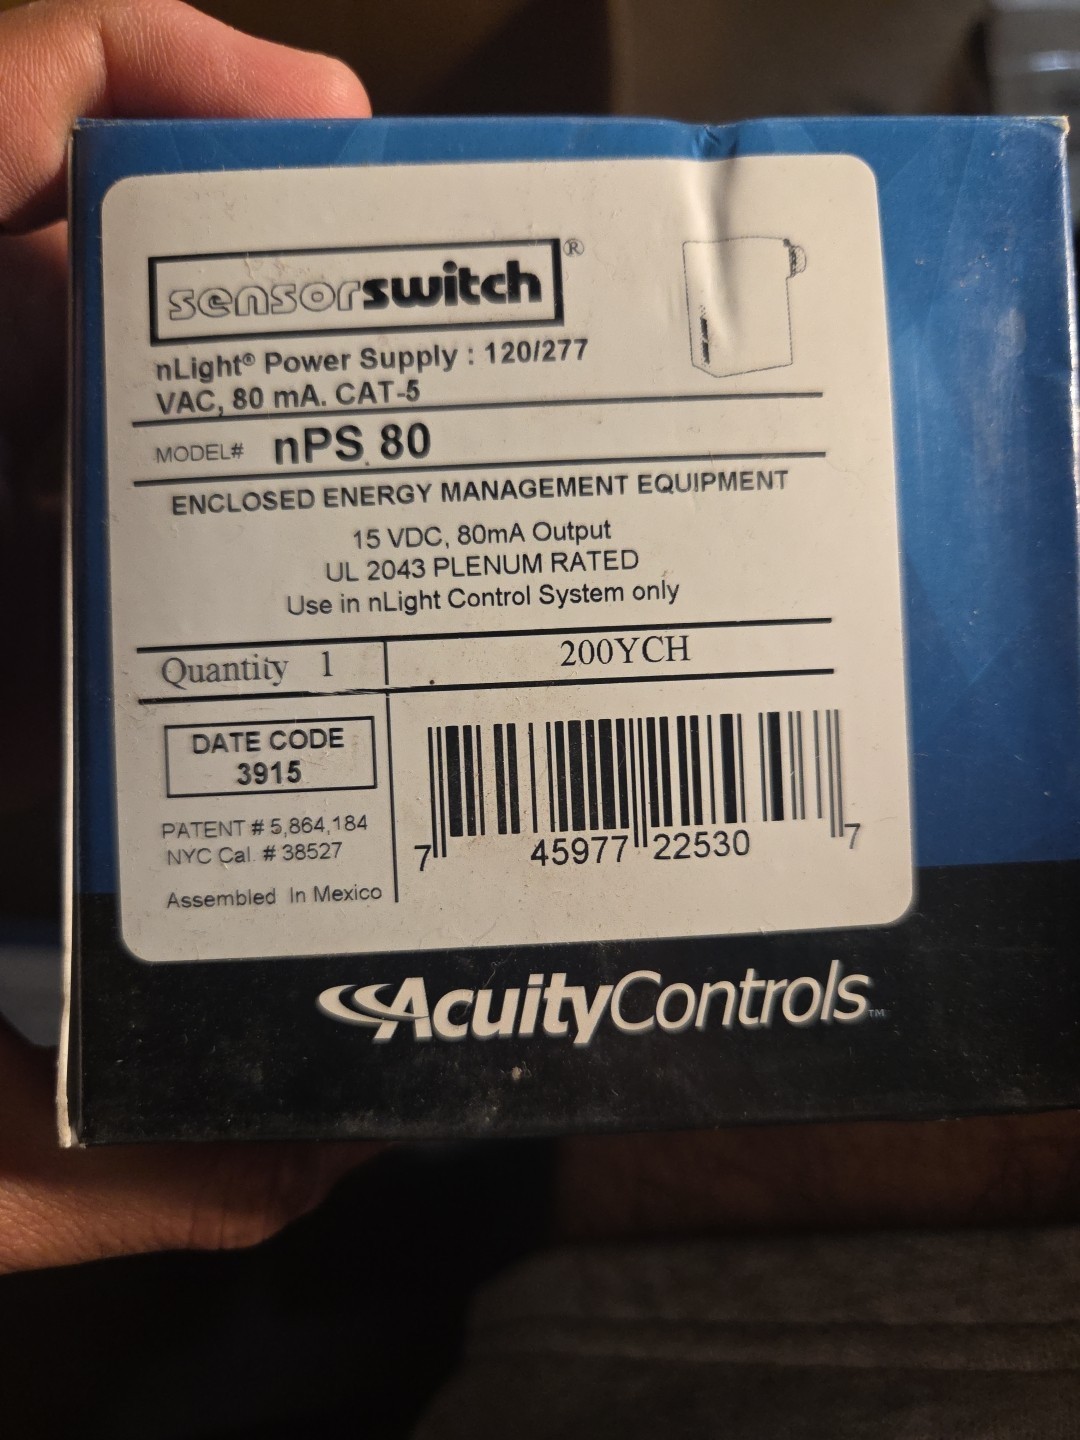 sensorswitch®
nLight® Power Supply : 120/277
VAC, 80 mA. CAT-5
MODEL# nPS 80
ENCLOSED ENERGY MANAGEMENT EQUIPMENT
15 VDC, 80mA Output
UL 2043 PLENUM RATED
Use in nLight Control System only
Quantity 1 200YCH
DATE CODE
3915
PATENT # 5,864,184
NYC Cal. # 38527
Assembled In Mexico
7 45977 22530 7
AcuityControls™